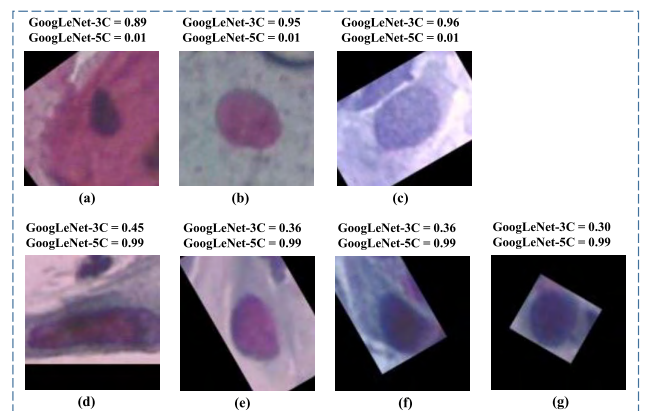 GoogLeNet-3C = 0.89 GoogLeNet-3C = 0.95 GoogLeNet-3C = 0.96
GoogLeNet-5C = 0.01 GoogLeNet-5C = 0.01 GoogLeNet-5C = 0.01
(a) (b) (c)
GoogLeNet-3C = 0.45 GoogLeNet-3C = 0.36 GoogLeNet-3C = 0.36 GoogLeNet-3C = 0.30
GoogLeNet-5C = 0.99 GoogLeNet-5C = 0.99 GoogLeNet-5C = 0.99 GoogLeNet-5C = 0.99
(d) (e) (f) (g)